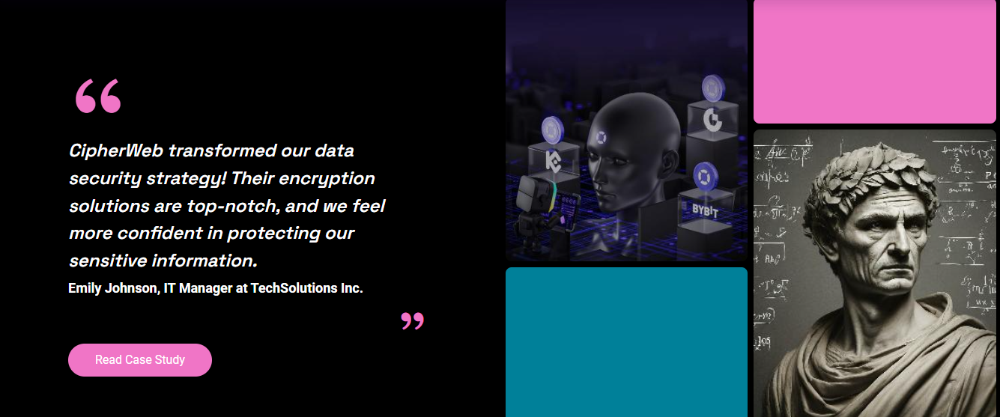 CipherWeb transformed our data
security strategy! Their encryption
solutions are top-notch, and we feel
more confident in protecting our
sensitive information.
Emily Johnson, IT Manager at TechSolutions Inc.
Read Case Study
BYBIT